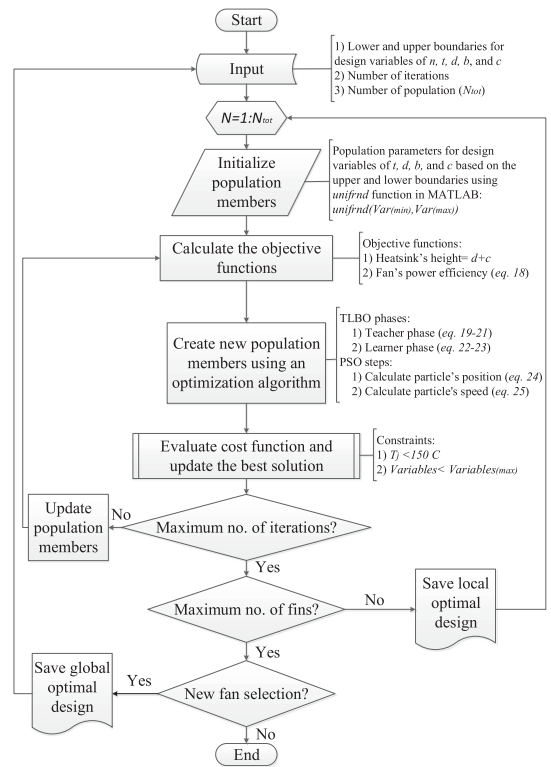 Start
Input
1) Lower and upper boundaries for
design variables of n, t, d, b, and c
2) Number of iterations
3) Number of population (Ntot)
N=1:Ntot
Initialize
population
members
Population parameters for design
variables of t, d, b, and c based on the
upper and lower boundaries using
unifrnd function in MATLAB:
unifrnd(Var(min),Var(max))
Calculate the objective
functions
Objective functions:
1) Heatsink's height= d+c
2) Fan's power efficiency (eq. 18)
Create new population
members using an
optimization algorithm
TLBO phases:
1) Teacher phase (eq. 19-21)
2) Learner phase (eq. 22-23)
PSO steps:
1) Calculate particle's position (eq. 24)
2) Calculate particle's speed (eq. 25)
Evaluate cost function and
update the best solution
Constraints:
1) Tj <150 C
2) Variables< Variables(max)
Maximum no. of iterations?
No
Update
population
members
Yes
Maximum no. of fins?
No
Save local
optimal
design
Yes
New fan selection?
Yes
Save global
optimal
design
No
End